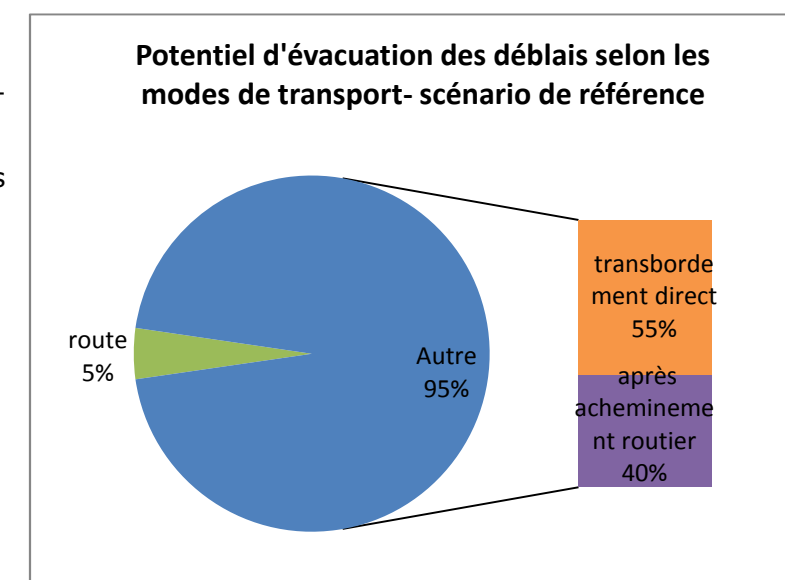 Potentiel d'évacuation des déblais selon les
modes de transport- scénario de référence
route
5%
Autre
95%
transborde
ment direct
55%
après
achemineme
nt routier
40%
-
s